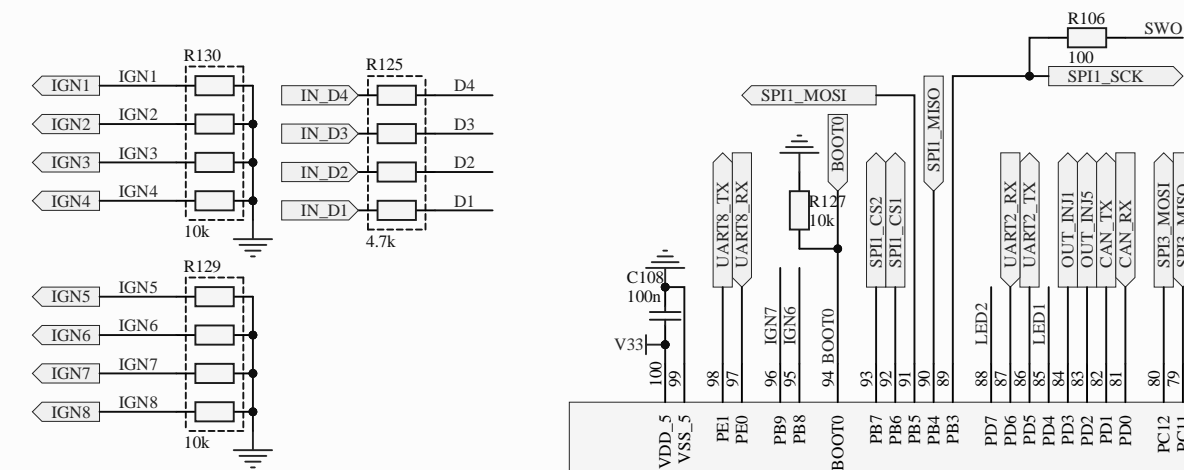 R130
IGN1 IGN1
IGN2 IGN2
IGN3 IGN3
IGN4 IGN4
10k
R129
IGN5 IGN5
IGN6 IGN6
IGN7 IGN7
IGN8 IGN8
10k
R125
IN_D4 D4
IN_D3 D3
IN_D2 D2
IN_D1 D1
4.7k
R106
SWO
100
SPI1_SCK
SPI1_MOSI
SPI1_MISO
BOOT0
R127
10k
C108
100n
V33
UART8_TX
UART8_RX
IGN7
IGN6
BOOT0
SPI1_CS2
SPI1_CS1
LED2
UART2_RX
UART2_TX
LED1
OUT_INJ1
OUT_INJ5
CAN_TX
CAN_RX
SPI3_MOSI
SPI3_MISO
100
99
98
97
96
95
94
93
92
91
90
89
88
87
86
85
84
83
82
81
80
79
VDD_5
VSS_5
PE1
PE0
PB9
PB8
BOOT0
PB7
PB6
PB5
PB4
PB3
PD7
PD6
PD5
PD4
PD3
PD2
PD1
PD0
PC12
PC11